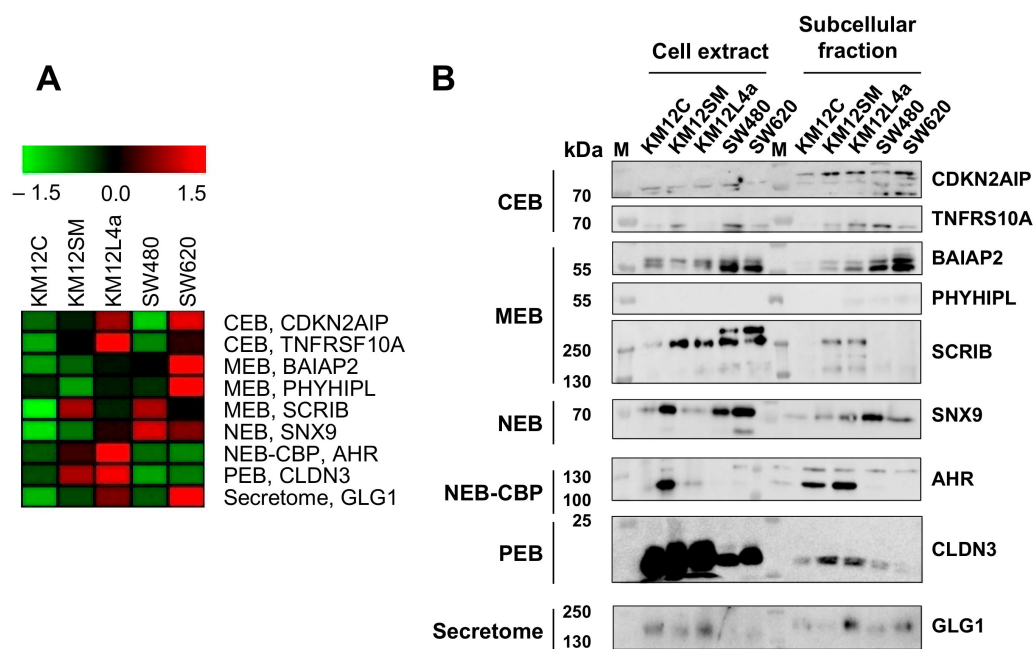 A
– 1.5 0.0 1.5
KM12C KM12SM KM12L4a SW480 SW620
CEB, CDKN2AIP
CEB, TNFRSF10A
MEB, BAIAP2
MEB, PHYHIPL
MEB, SCRIB
NEB, SNX9
NEB-CBP, AHR
PEB, CLDN3
Secretome, GLG1
B
Cell extract
Subcellular
fraction
kDa M KM12C KM12SM KM12L4a SW480 SW620 M KM12C KM12SM KM12L4a SW480 SW620
CEB
70
CDKN2AIP
70
TNFRS10A
MEB
55
BAIAP2
55
PHYHIPL
250
130
SCRIB
NEB
70
SNX9
NEB-CBP
130
100
AHR
PEB
25
CLDN3
Secretome
250
130
GLG1